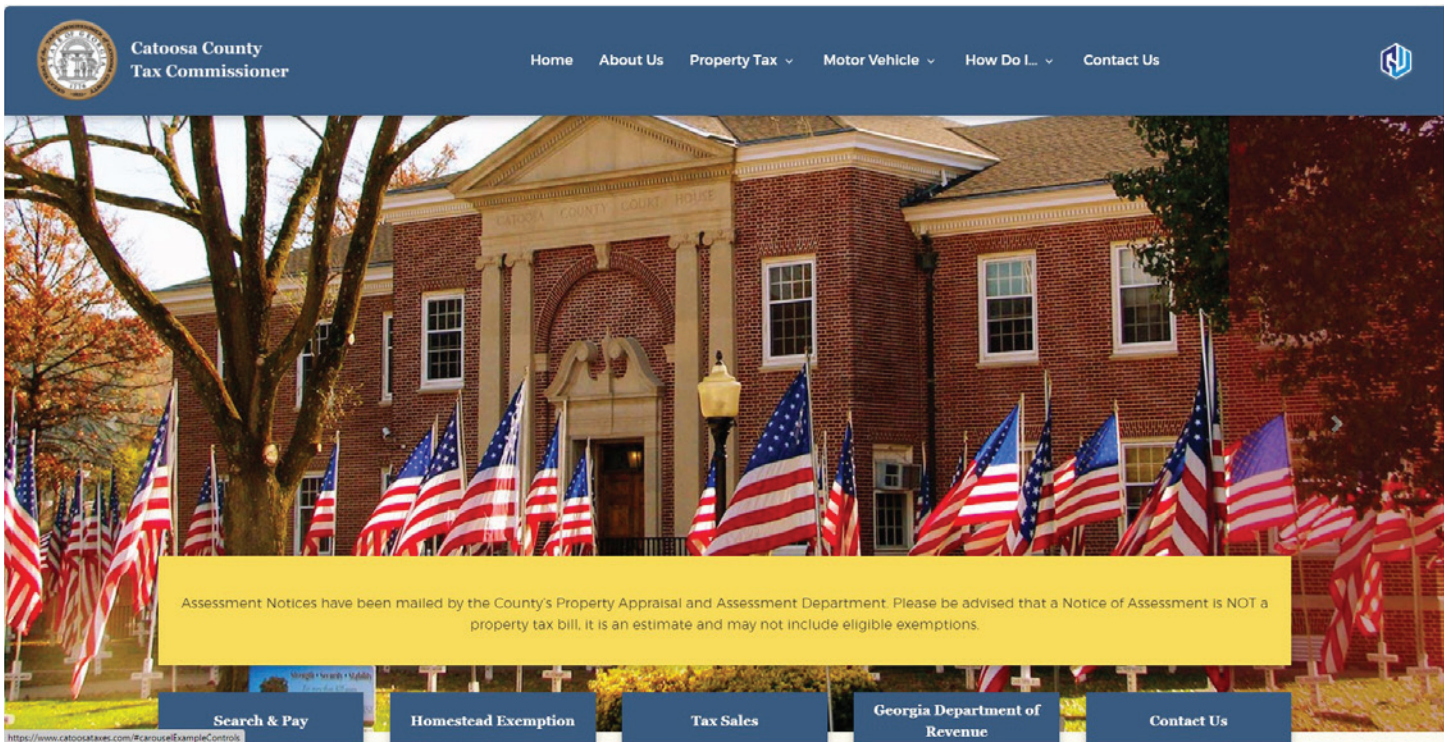 Catoosa County
Tax Commissioner
Home About Us Property Tax Motor Vehicle How Do I... Contact Us
CATOOSA COUNTY COURT HOUSE
Assessment Notices have been mailed by the County's Property Appraisal and Assessment Department. Please be advised that a Notice of Assessment is NOT a
property tax bill, it is an estimate and may not include eligible exemptions.
Strength • Security • Stability
Search & Pay
Homestead Exemption
Tax Sales
Georgia Department of
Revenue
Contact Us
https://www.catoosataxes.com/#carouselExampleControls